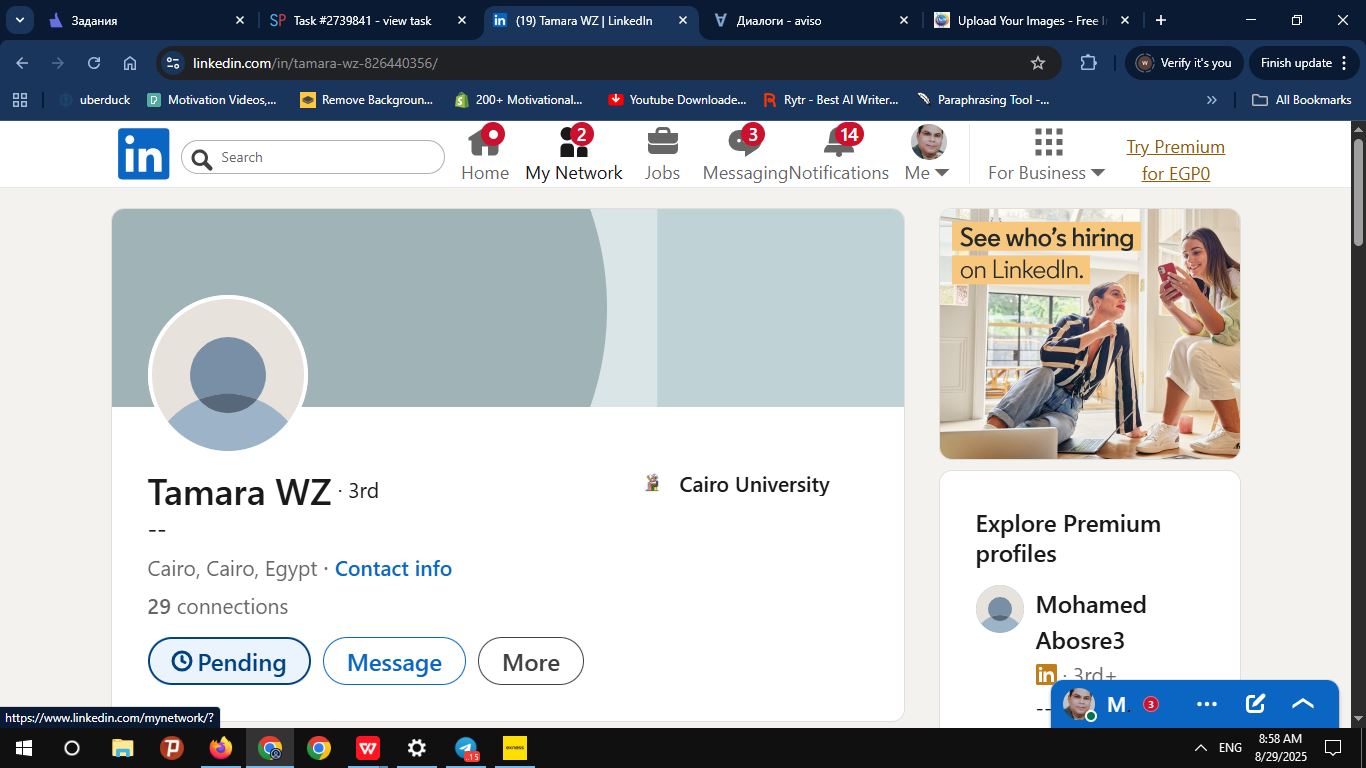 Задания
Task #2739841 - view task
(19) Tamara WZ | LinkedIn
Диалоги - aviso
Upload Your Images - Free I
linkedin.com/in/tamara-wz-826440356/
Verify it's you
Finish update
uberduck
Motivation Videos,...
Remove Backgroun...
200+ Motivational...
Youtube Downloade...
Rytr - Best AI Writer...
Paraphrasing Tool -...
All Bookmarks
in
Search
Home
2
My Network
Jobs
3
Messaging
14
Notifications
Me
For Business
Try Premium
for EGP0
See who's hiring
on LinkedIn.
Tamara WZ · 3rd
--
Cairo University
Cairo, Cairo, Egypt · Contact info
29 connections
Pending
Message
More
Explore Premium
profiles
Mohamed
Abosre3
in · 3rd+
--
M.
3
https://www.linkedin.com/mynetwork/?
15
exness
ENG
8:58 AM
8/29/2025